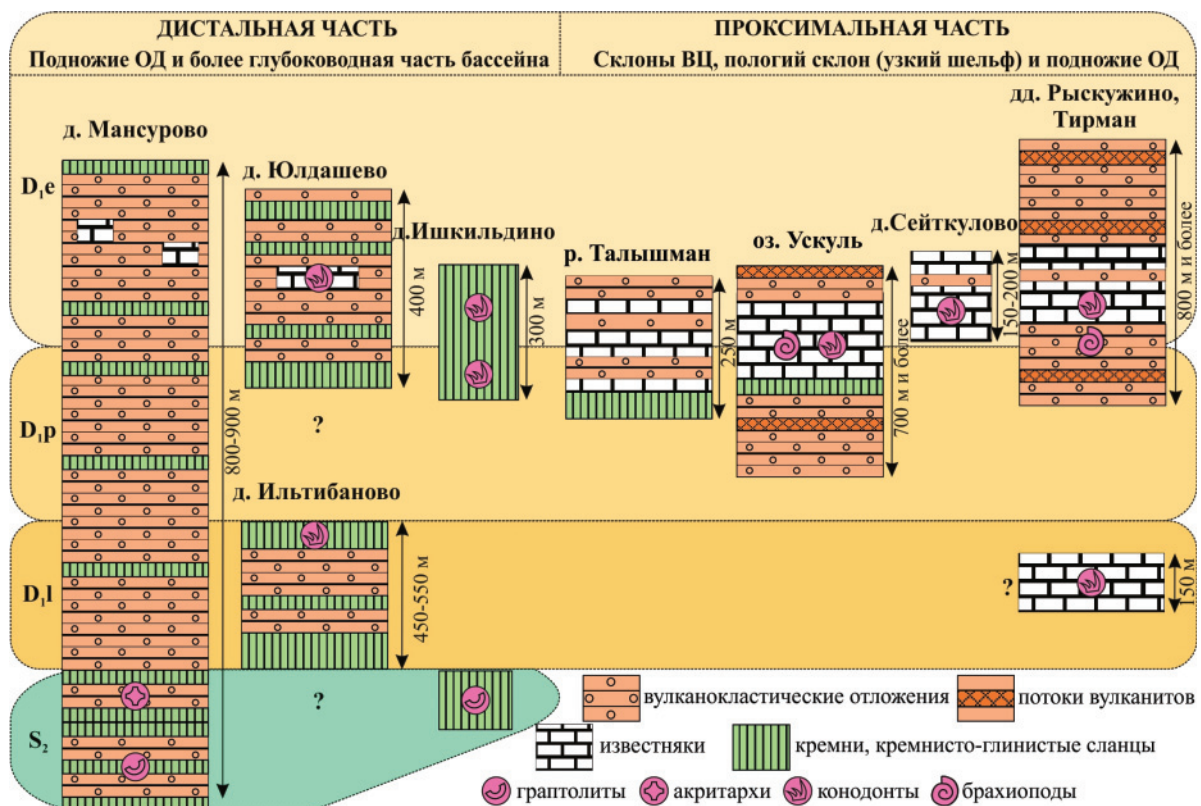 ДИСТАЛЬНАЯ ЧАСТЬ
Подножие ОД и более глубоководная часть бассейна
ПРОКСИМАЛЬНАЯ ЧАСТЬ
Склоны ВЦ, пологий склон (узкий шельф) и подножие ОД
д. Мансурово
д. Юлдашево
д.Ишкильдино
р. Талышман
оз. Ускуль
д.Сейткулово
дд. Рыскужино,
Тирман
D₁e
400 м
300 м
250 м
700 м и более
150-200 м
800 м и более
D₁p
?
800-900 м
д. Ильтибаново
D₁l
450-550 м
?
150 м
S₂
?
вулканокластические отложения
потоки вулканитов
известняки
кремни, кремнисто-глинистые сланцы
граптолиты
акритархи
конодонты
брахиоподы